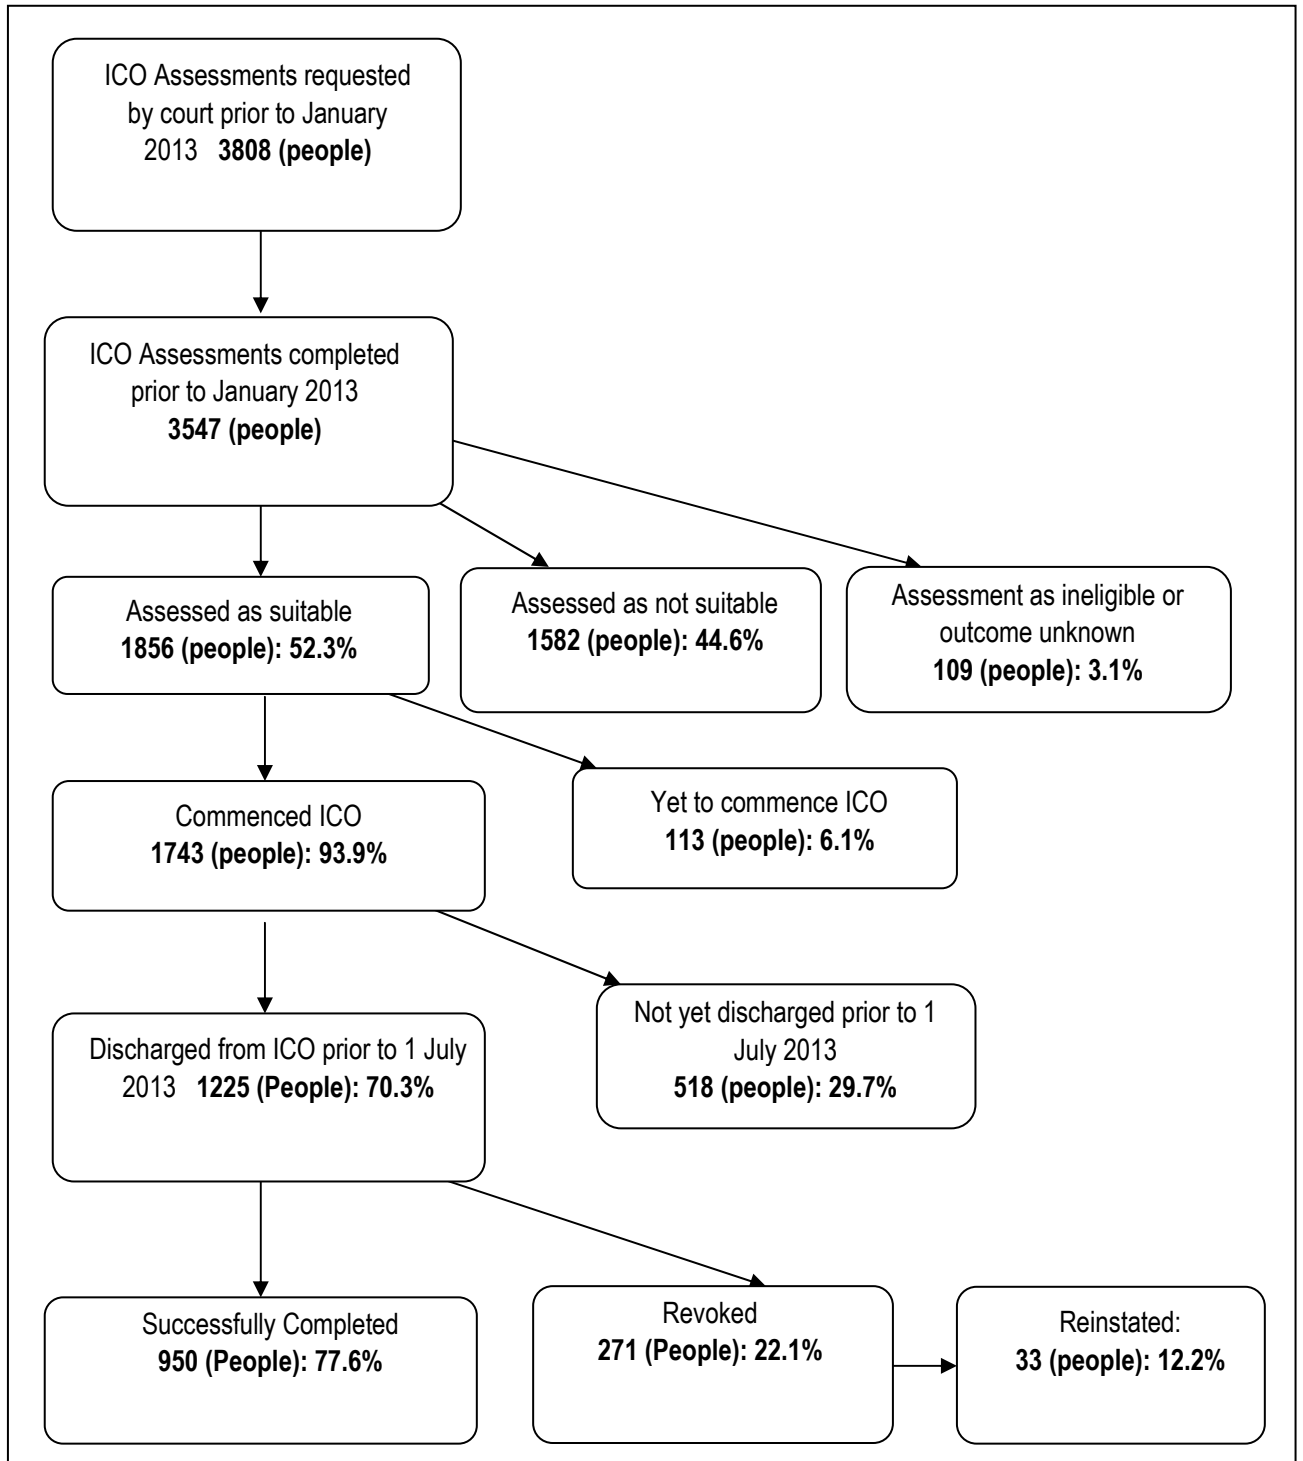 ICO Assessments requested
by court prior to January
2013 3808 (people)
ICO Assessments completed
prior to January 2013
3547 (people)
Assessed as suitable
1856 (people): 52.3%
Assessed as not suitable
1582 (people): 44.6%
Assessment as ineligible or
outcome unknown
109 (people): 3.1%
Commenced ICO
1743 (people): 93.9%
Yet to commence ICO
113 (people): 6.1%
Discharged from ICO prior to 1 July
2013 1225 (People): 70.3%
Not yet discharged prior to 1
July 2013
518 (people): 29.7%
Successfully Completed
950 (People): 77.6%
Revoked
271 (People): 22.1%
Reinstated:
33 (people): 12.2%